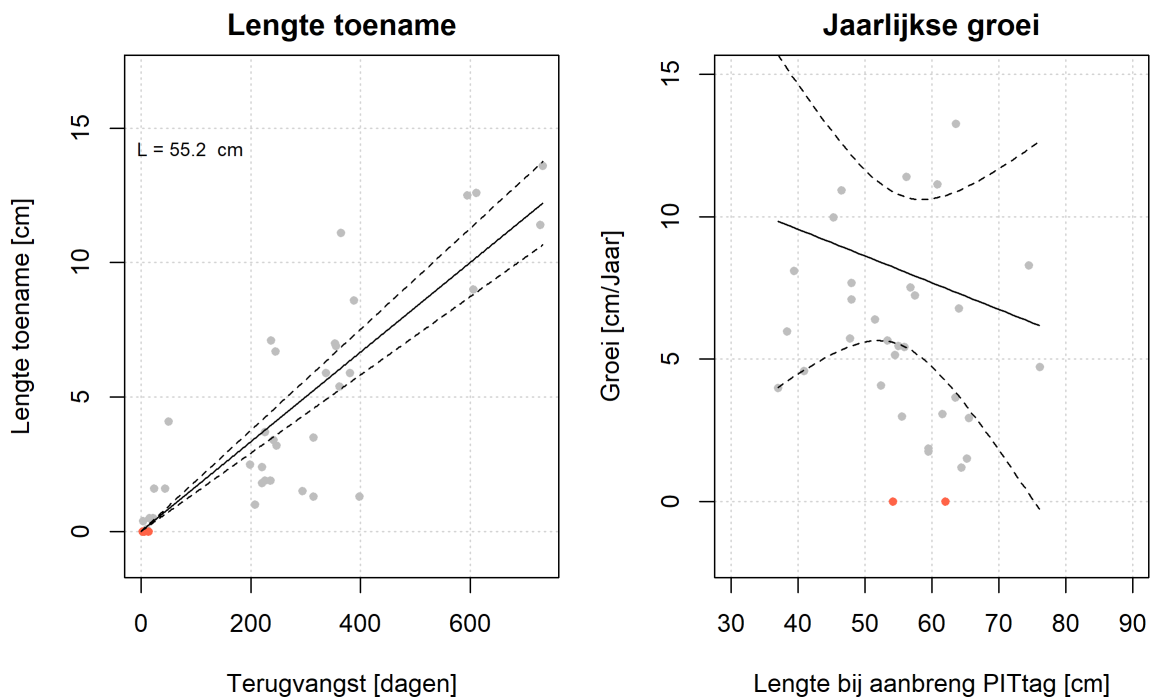 Lengte toename
Lengte toename [cm]
15
10
5
0
L = 55.2 cm
0 200 400 600
Terugvangst [dagen]
Jaarlijkse groei
Groei [cm/Jaar]
15
10
5
0
30 40 50 60 70 80 90
Lengte bij aanbreng PITtag [cm]